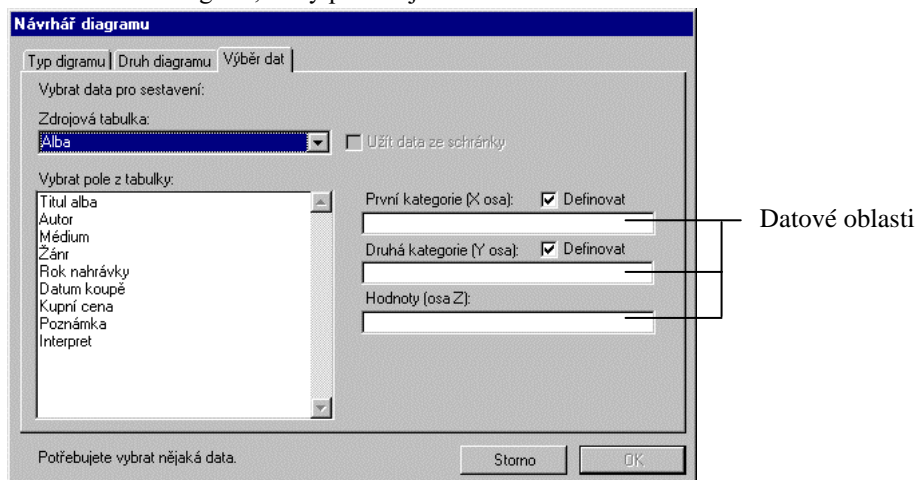 Návrhář diagramu
Typ digramu Druh diagramu Výběr dat
Vybrat data pro sestavení:
Zdrojová tabulka:
Alba
Užít data ze schránky
Vybrat pole z tabulky:
Titul alba
Autor
Médium
Žánr
Rok nahrávky
Datum koupě
Kupní cena
Poznámka
Interpret
První kategorie (X osa): Definovat
Druhá kategorie (Y osa): Definovat
Hodnoty (osa Z):
Datové oblasti
Potřebujete vybrat nějaká data.
Storno
OK